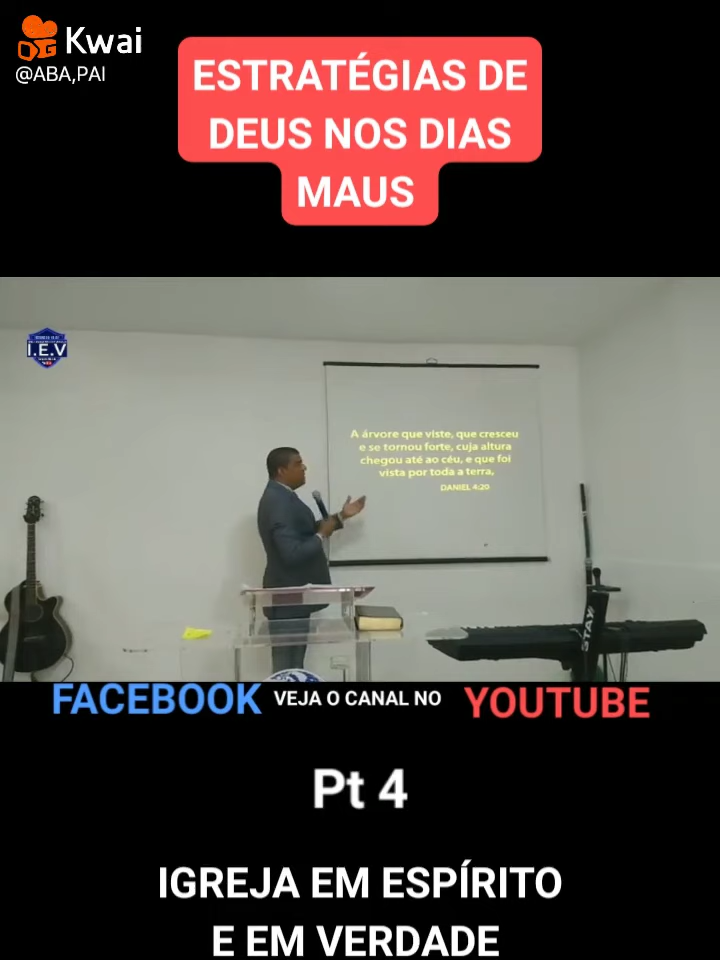 Kwai
@ABA,PAI
ESTRATÉGIAS DE
DEUS NOS DIAS
MAUS
I.E.V
A árvore que viste, que cresceu
e se tornou forte, cuja altura
chegou até ao céu, e que foi
vista por toda a terra,
DANIEL 4:20
STAY
FACEBOOK VEJA O CANAL NO YOUTUBE
Pt 4
IGREJA EM ESPÍRITO
E EM VERDADE